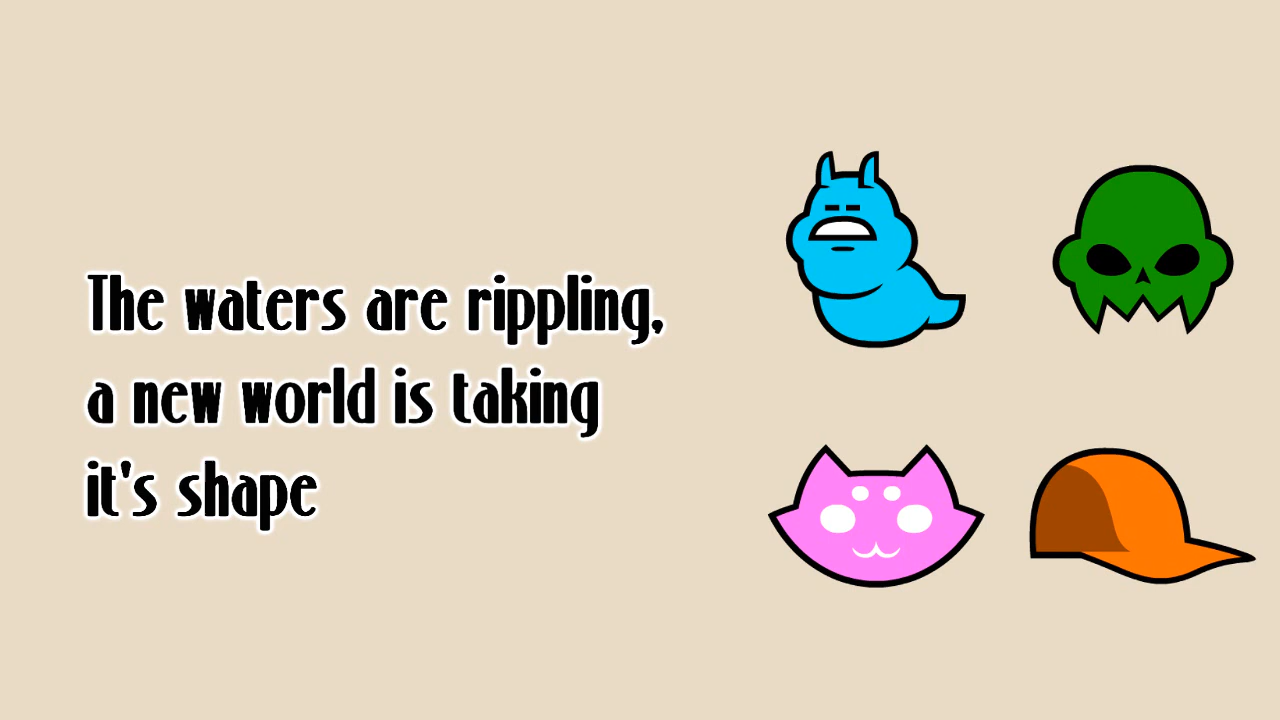 The waters are rippling,
a new world is taking
it's shape